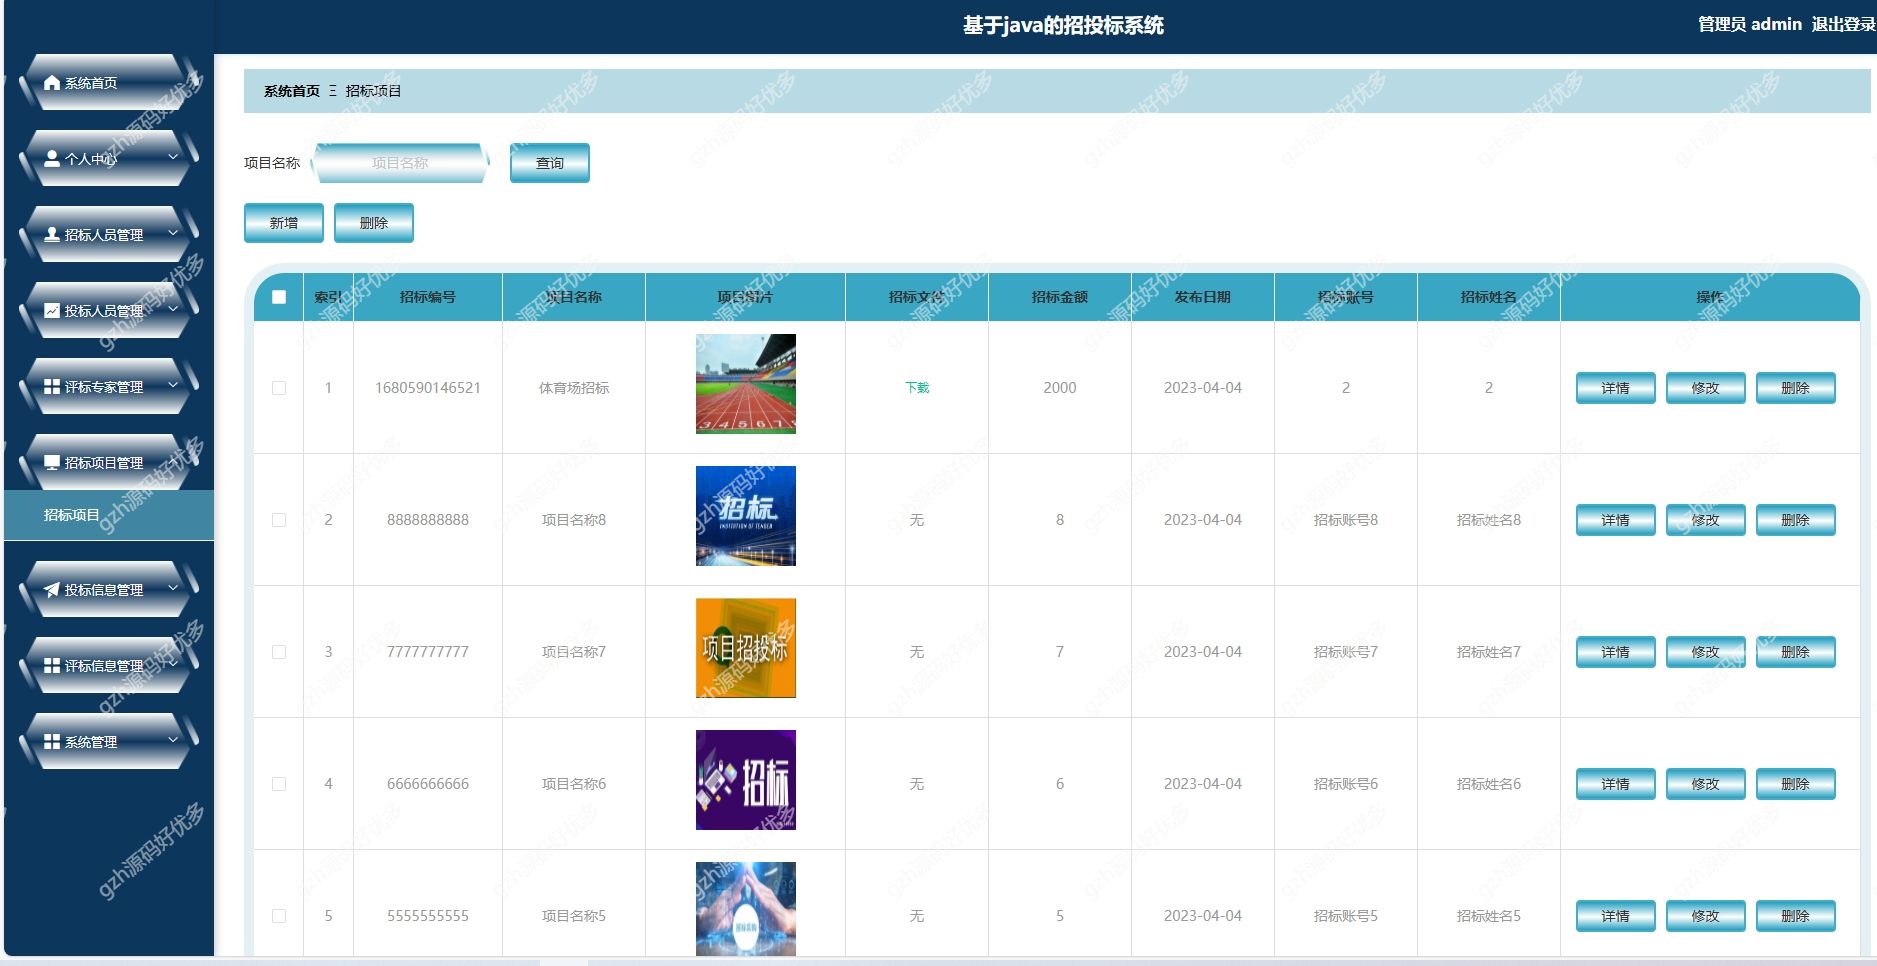 基于java的招投标系统
管理员 admin 退出登录
系统首页
个人中心
招标人员管理
投标人员管理
评标专家管理
招标项目管理
招标项目
投标信息管理
评标信息管理
系统管理
系统首页 Ξ 招标项目
项目名称 项目名称 查询
新增 删除
索引 招标编号 项目名称 项目图片 招标文件 招标金额 发布日期 招标账号 招标姓名 操作
1 1680590146521 体育场招标 下载 2000 2023-04-04 2 2 详情 修改 删除
3 4 5 6 7
2 8888888888 项目名称8 无 8 2023-04-04 招标账号8 招标姓名8 详情 修改 删除
招标
INVITATION OF TENDER
3 7777777777 项目名称7 无 7 2023-04-04 招标账号7 招标姓名7 详情 修改 删除
项目招投标
4 6666666666 项目名称6 无 6 2023-04-04 招标账号6 招标姓名6 详情 修改 删除
招标
5 5555555555 项目名称5 无 5 2023-04-04 招标账号5 招标姓名5 详情 修改 删除
gzh源码好优多